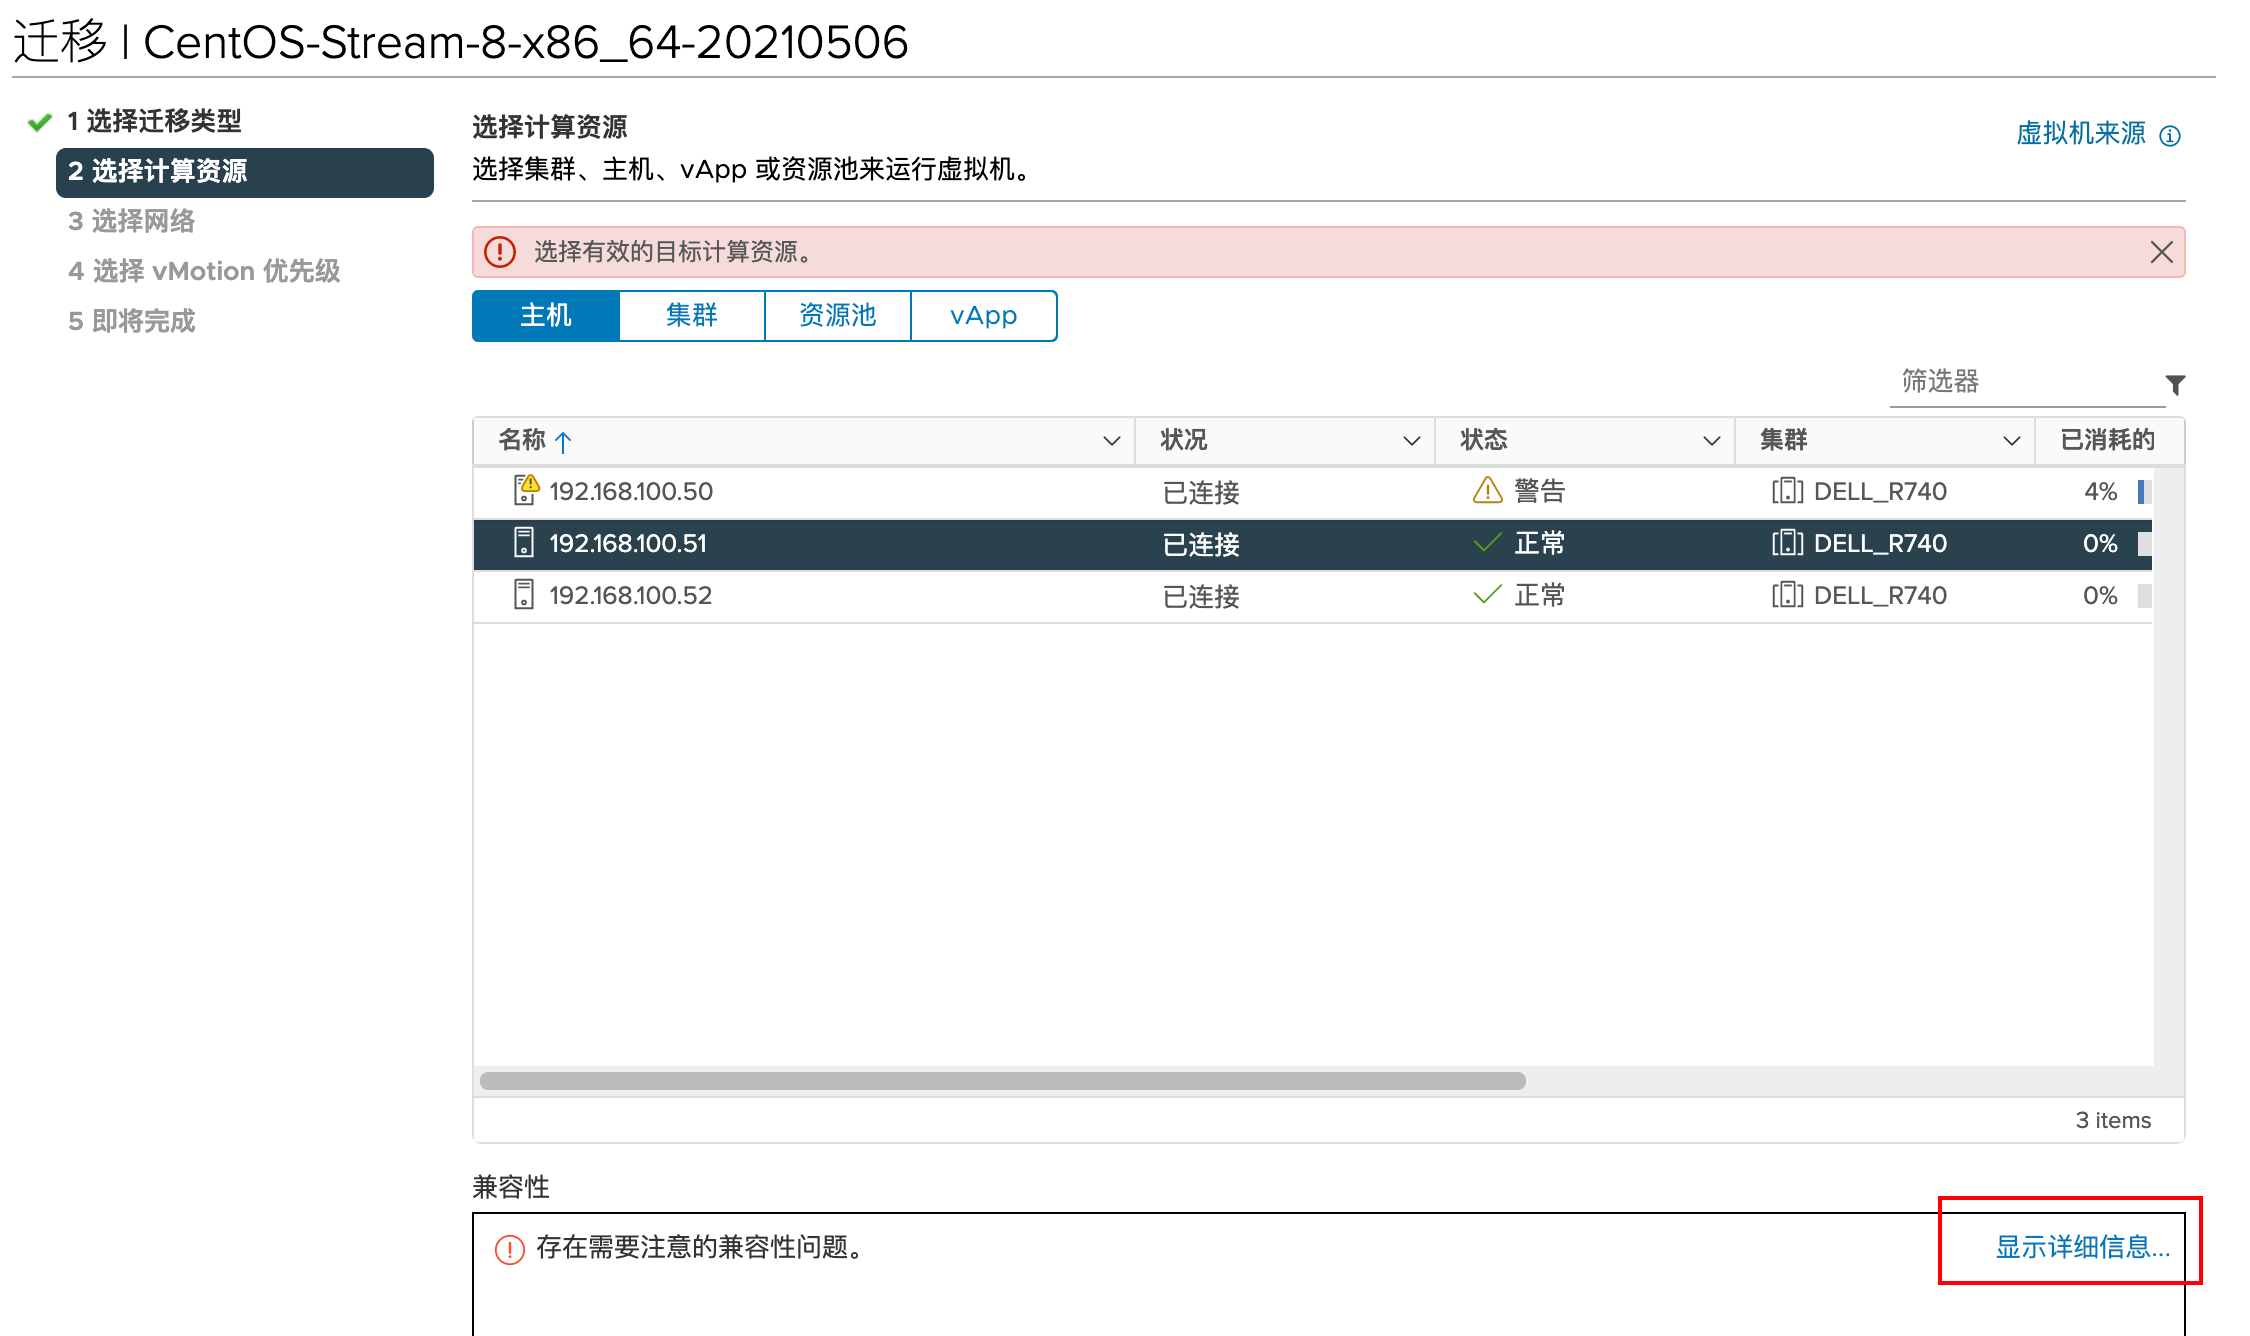 迁移 | CentOS-Stream-8-x86_64-20210506
1 选择迁移类型
2 选择计算资源
3 选择网络
4 选择 vMotion 优先级
5 即将完成
选择计算资源
虚拟机来源
选择集群、主机、vApp 或资源池来运行虚拟机。
选择有效的目标计算资源。
主机 集群 资源池 vApp
筛选器
名称 状况 状态 集群 已消耗的
192.168.100.50 已连接 警告 DELL_R740 4%
192.168.100.51 已连接 正常 DELL_R740 0%
192.168.100.52 已连接 正常 DELL_R740 0%
3 items
兼容性
存在需要注意的兼容性问题。 显示详细信息...